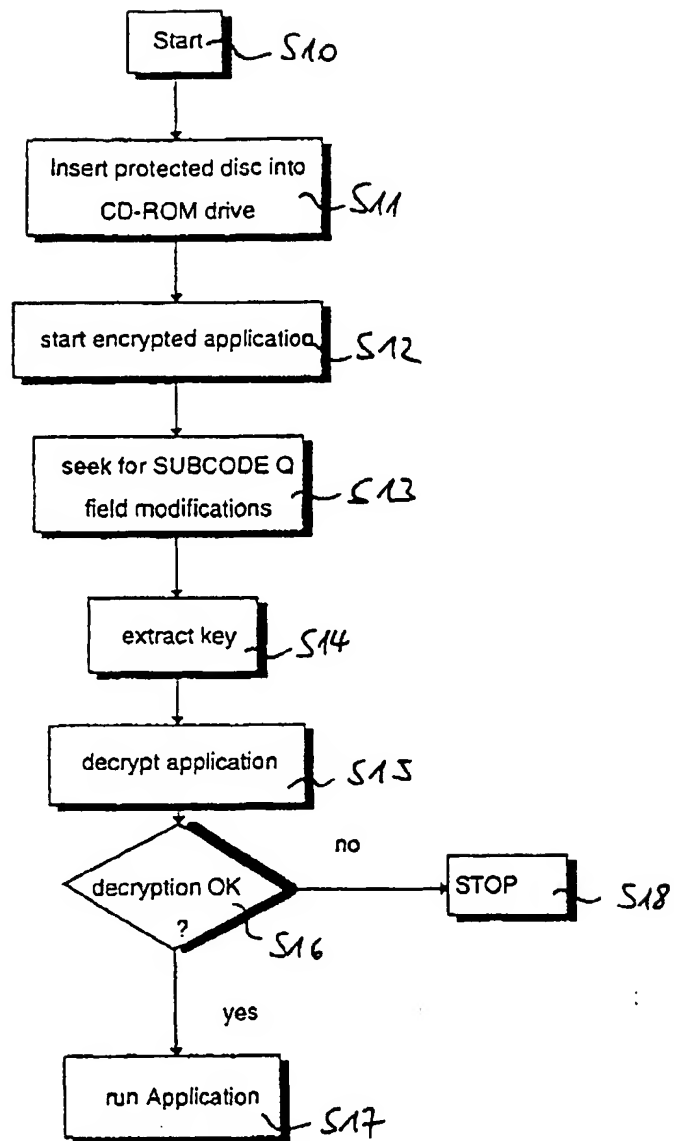 Start S10
Insert protected disc into
CD-ROM drive S11
start encrypted application S12
seek for SUBCODE Q
field modifications S13
extract key S14
decrypt application S15
no
decryption OK STOP S18
? S16
yes
run Application S17